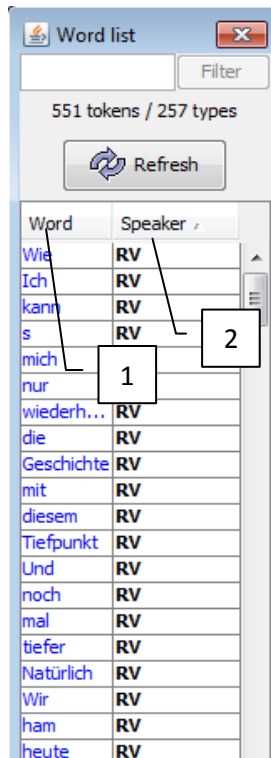 Word list
Filter
551 tokens / 257 types
Refresh
Word Speaker
Wie RV
Ich RV
kann RV
s RV
mich
nur
wiederh... RV
die RV
Geschichte RV
mit RV
diesem RV
Tiefpunkt RV
Und RV
noch RV
mal RV
tiefer RV
Natürlich RV
Wir RV
ham RV
heute RV
1
2